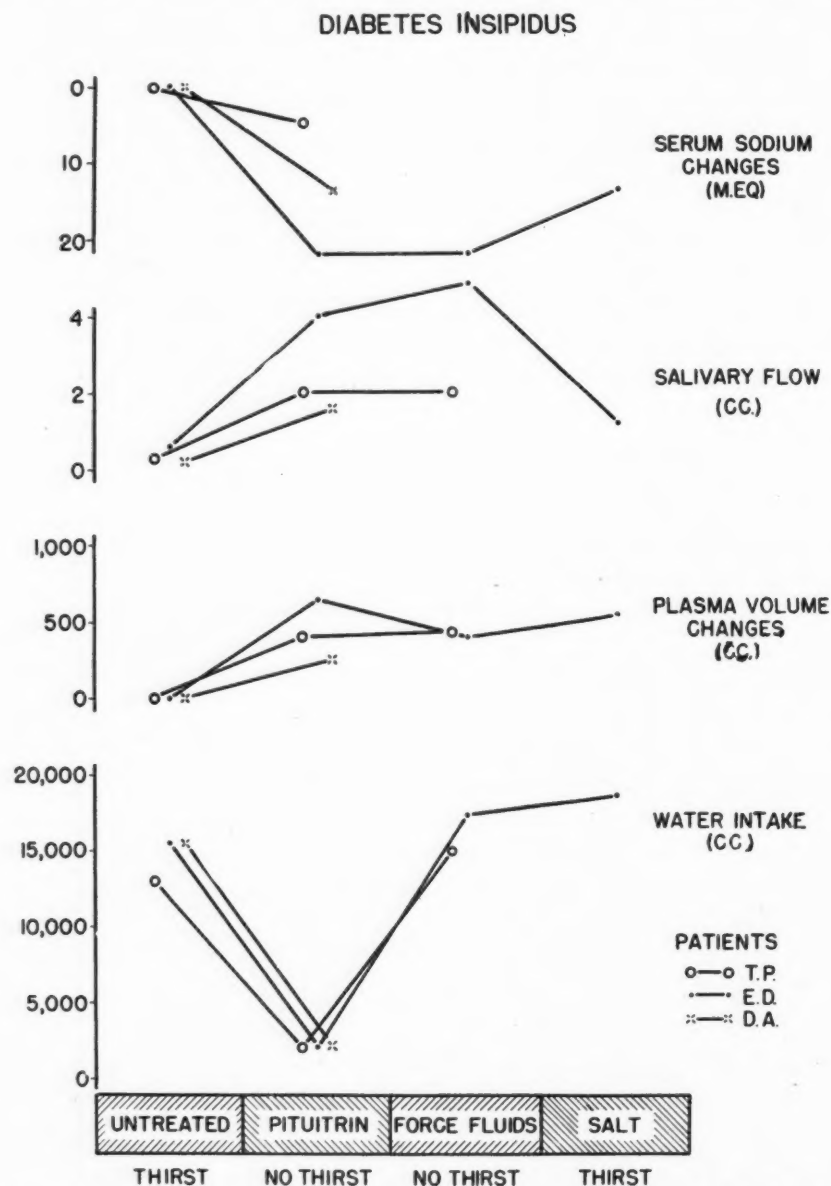 DIABETES INSIPIDUS
0
10
20
SERUM SODIUM
CHANGES
(M.EQ)
4
2
0
SALIVARY FLOW
(CC.)
1,000
500
0
PLASMA VOLUME
CHANGES
(CC.)
20,000
15,000
10,000
5,000
0
WATER INTAKE
(CC)
PATIENTS
T.P.
E.D.
D.A.
UNTREATED PITUITRIN FORCE FLUIDS SALT
THIRST NO THIRST NO THIRST THIRST